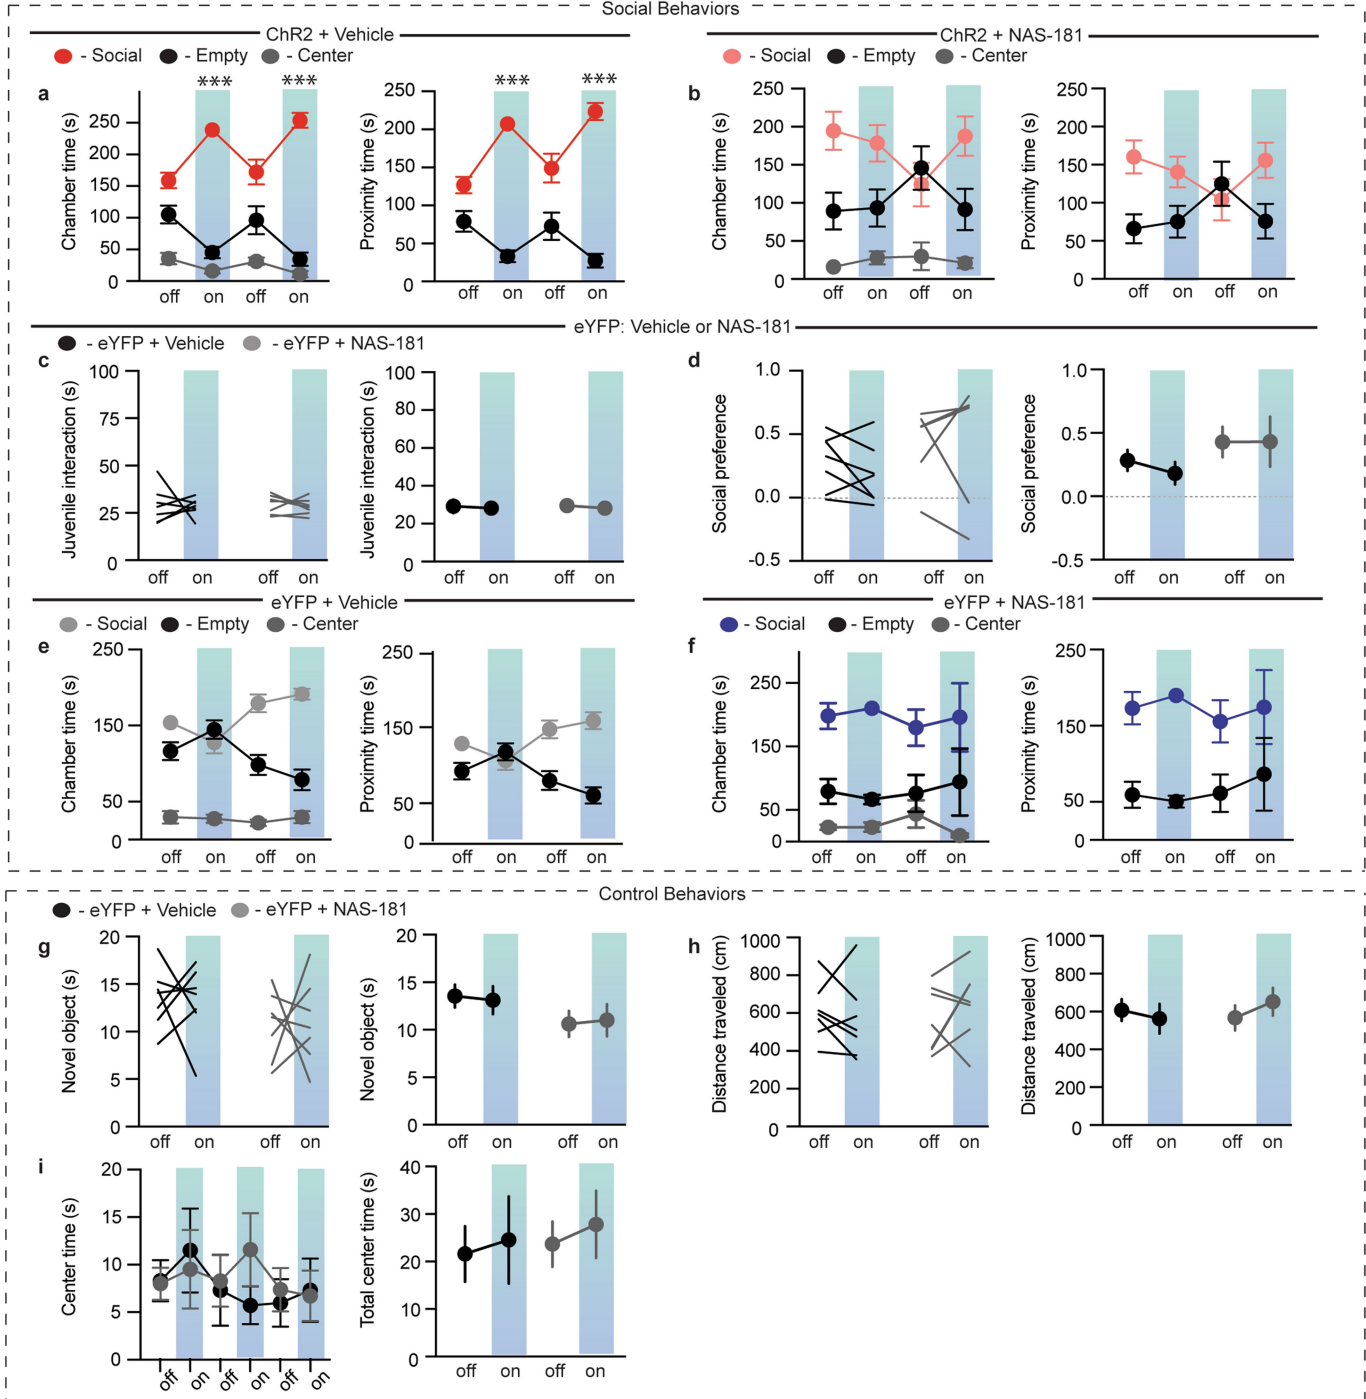 Social Behaviors
ChR2 + Vehicle
- Social - Empty - Center
ChR2 + NAS-181
- Social - Empty - Center
a
*** ***
Chamber time (s)
250
200
150
100
50
0
off on off on
*** ***
Proximity time (s)
250
200
150
100
50
0
off on off on
b
Chamber time (s)
250
200
150
100
50
0
off on off on
Proximity time (s)
250
200
150
100
50
0
off on off on
eYFP: Vehicle or NAS-181
- eYFP + Vehicle - eYFP + NAS-181
c
Juvenile interaction (s)
100
75
50
25
0
off on off on
Juvenile interaction (s)
100
80
60
40
20
0
off on off on
d
Social preference
1.0
0.5
0.0
-0.5
off on off on
Social preference
1.0
0.5
0.0
-0.5
off on off on
eYFP + Vehicle
- Social - Empty - Center
eYFP + NAS-181
- Social - Empty - Center
e
Chamber time (s)
250
150
50
0
off on off on
Proximity time (s)
250
150
50
0
off on off on
f
Chamber time (s)
250
150
50
0
off on off on
Proximity time (s)
250
150
50
0
off on off on
Control Behaviors
- eYFP + Vehicle - eYFP + NAS-181
g
Novel object (s)
20
15
10
5
0
off on off on
Novel object (s)
20
15
10
5
0
off on off on
h
Distance traveled (cm)
1000
800
600
400
200
0
off on off on
Distance traveled (cm)
1000
800
600
400
200
0
off on off on
i
Center time (s)
20
15
10
5
0
off on off on off on
Total center time (s)
40
30
20
10
0
off on off on